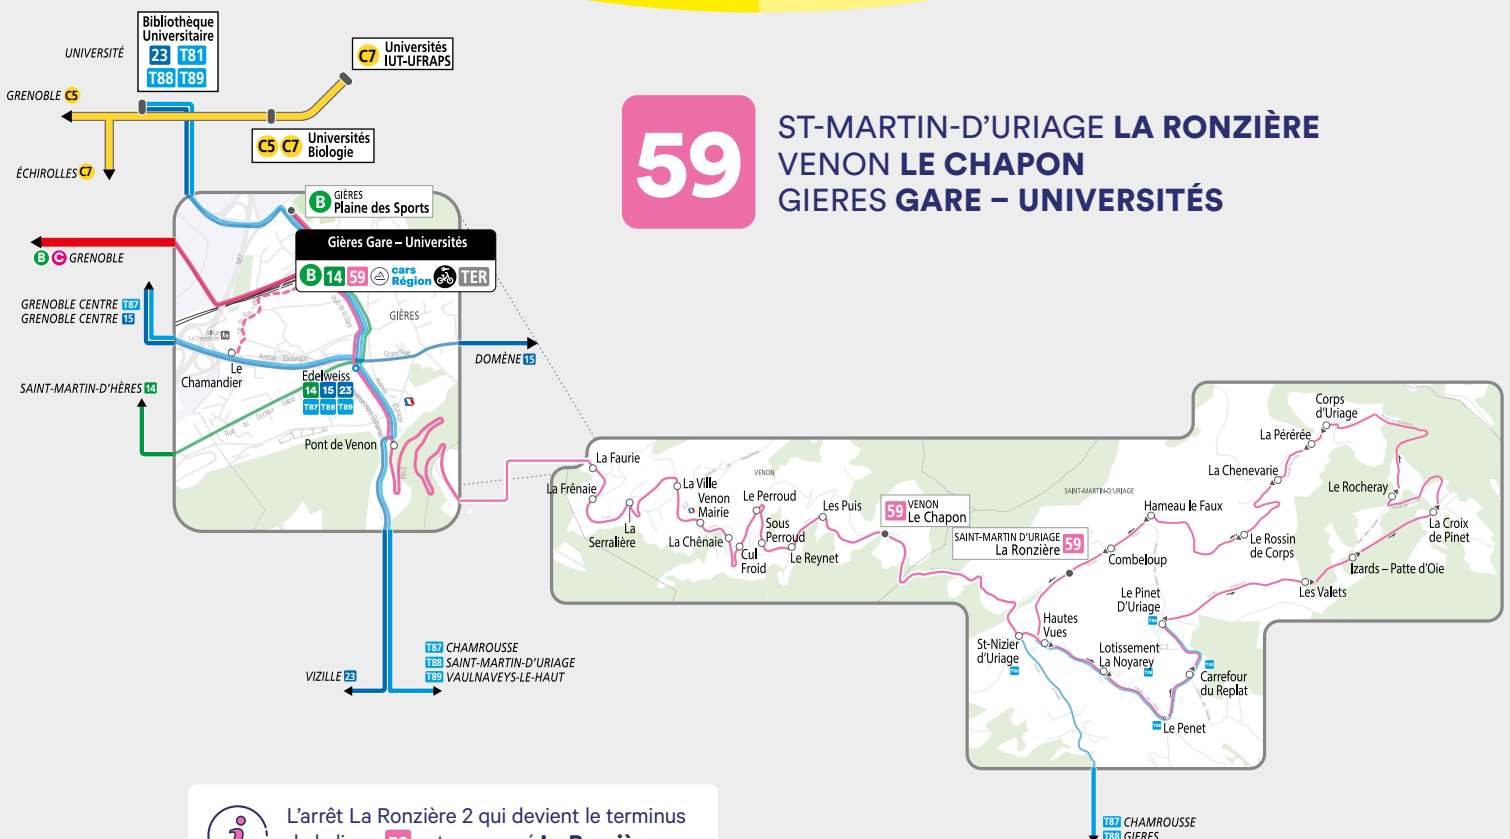 Bibliothèque
Universitaire
23 T81
T88 T89
UNIVERSITÉ
C7 Universités
IUT-UFRAPS
GRENOBLE C5
C5 C7 Universités
Biologie
ÉCHIROLLES C7
59
ST-MARTIN-D'URIAGE LA RONZIÈRE
VENON LE CHAPON
GIERES GARE – UNIVERSITÉS
B GIÈRES
Plaine des Sports
Gières Gare – Universités
B 14 59 cars
Région TER
B C GRENOBLE
GRENOBLE CENTRE T87
GRENOBLE CENTRE 15
GIÈRES
DOMÈNE 15
Le
Chamandier
SAINT-MARTIN-D'HÈRES 14
Edelweiss
14 15 23
T87 T88 T89
Pont de Venon
VIZILLE 23
T87 CHAMROUSSE
T88 SAINT-MARTIN-D'URIAGE
T89 VAULNAVEYS-LE-HAUT
La Faurie
La Frênaie
La
Serralière
La Ville
Venon
Mairie
La Chênaie
VENON
Le Perroud
Cul
Froid
Sous
Perroud
Le Reynet
Les Puis
59 VENON
Le Chapon
SAINT-MARTIN D'URIAGE
La Ronzière 59
SAINT-MARTIN-D'URIAGE
St-Nizier
d'Uriage
Hautes
Vues
Combeloup
Hameau le Faux
Le Rossin
de Corps
La Chenevarie
La Pérérée
Corps
d'Uriage
Le Rocheray
La Croix
de Pinet
Izards – Patte d'Oie
Les Valets
Le Pinet
D'Uriage
Carrefour
du Replat
Lotissement
La Noyarey
Le Penet
T87 CHAMROUSSE
T88 GIERES
L'arrêt La Ronzière 2 qui devient le terminus